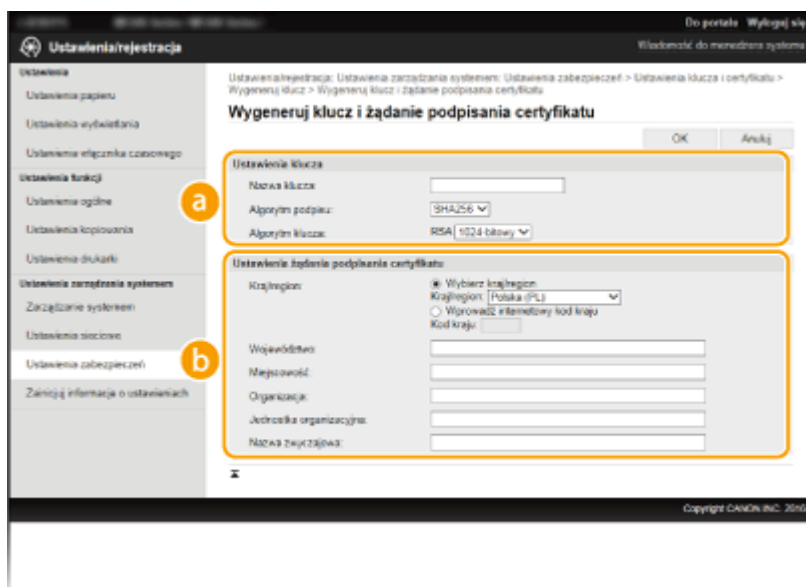 Do portalu Wyloguj się
Ustawienia/rejestracja
Wiadomość do menedżera systemu
Ustawienia
Ustawienia papieru
Ustawienia wyświetlania
Ustawienia włącznika czasowego
Ustawienia funkcji
Ustawienia ogólne
Ustawienia kopiowania
Ustawienia drukarki
Ustawienia zarządzania systemem
Zarządzanie systemem
Ustawienia sieciowe
Ustawienia zabezpieczeń
Zainicjuj informacje o ustawieniach
Ustawienia/rejestracja: Ustawienia zarządzania systemem: Ustawienia zabezpieczeń > Ustawienia klucza i certyfikatu >
Wygeneruj klucz > Wygeneruj klucz i żądanie podpisania certyfikatu
Wygeneruj klucz i żądanie podpisania certyfikatu
OK Anuluj
a
Ustawienia klucza
Nazwa klucza:
Algorytm podpisu: SHA256
Algorytm klucza: RSA 1024-bitowy
b
Ustawienia żądania podpisania certyfikatu
Kraj/region: Wybierz kraj/region
Kraj/region: Polska (PL)
Wprowadź internetowy kod kraju
Kod kraju:
Województwo:
Miejscowość:
Organizacja:
Jednostka organizacyjna:
Nazwa zwyczajowa:
Copyright CANON INC. 2016